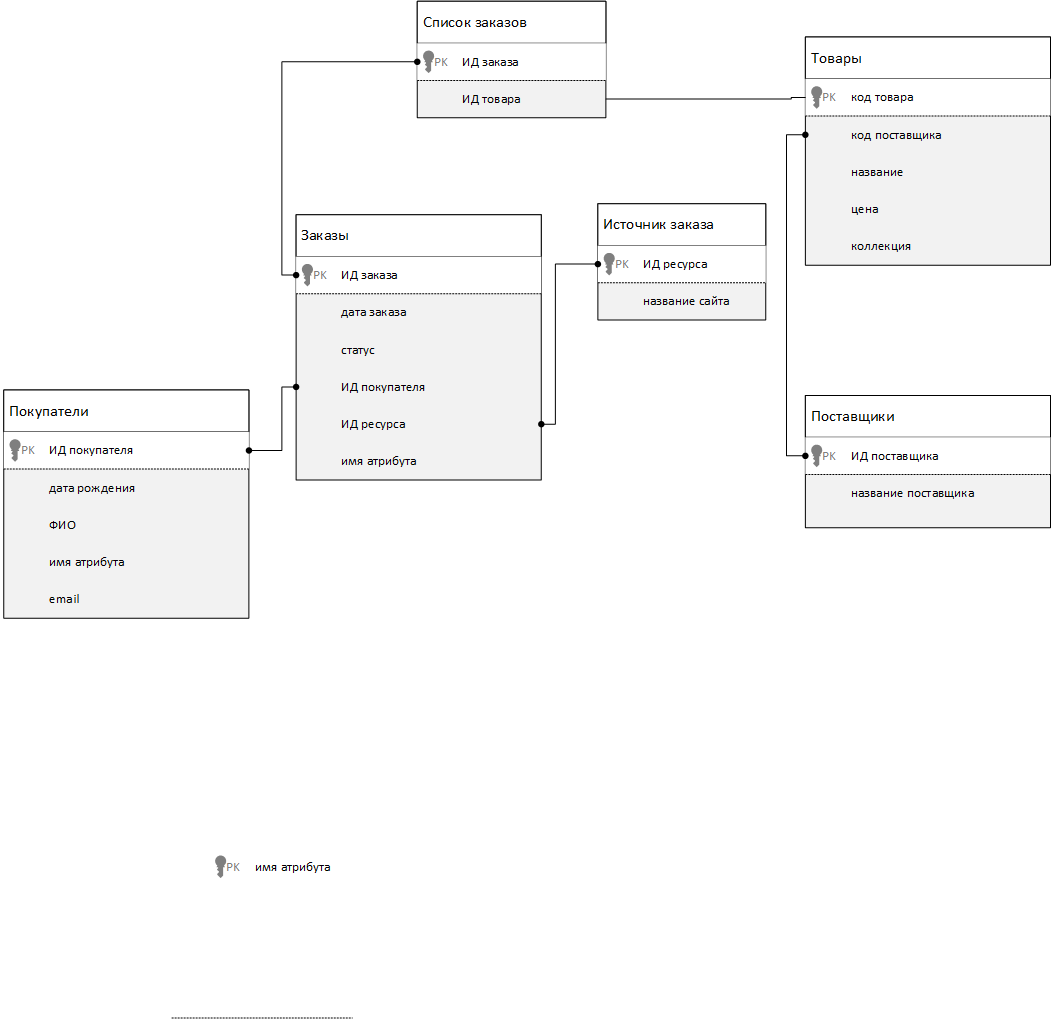 Список заказов
PK ИД заказа
ИД товара
Товары
PK код товара
код поставщика
название
цена
коллекция
Заказы
PK ИД заказа
дата заказа
статус
ИД покупателя
ИД ресурса
имя атрибута
Источник заказа
PK ИД ресурса
название сайта
Покупатели
PK ИД покупателя
дата рождения
ФИО
имя атрибута
email
Поставщики
PK ИД поставщика
название поставщика
PK имя атрибута